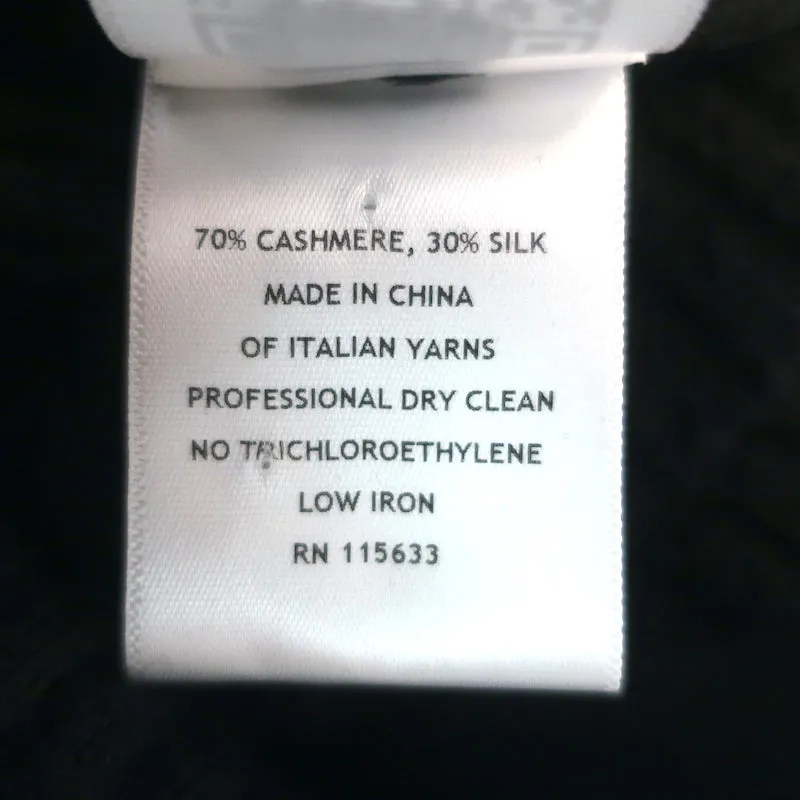 70% CASHMERE, 30% SILK
MADE IN CHINA
OF ITALIAN YARNS
PROFESSIONAL DRY CLEAN
NO TRICHLOROETHYLENE
LOW IRON
RN 115633